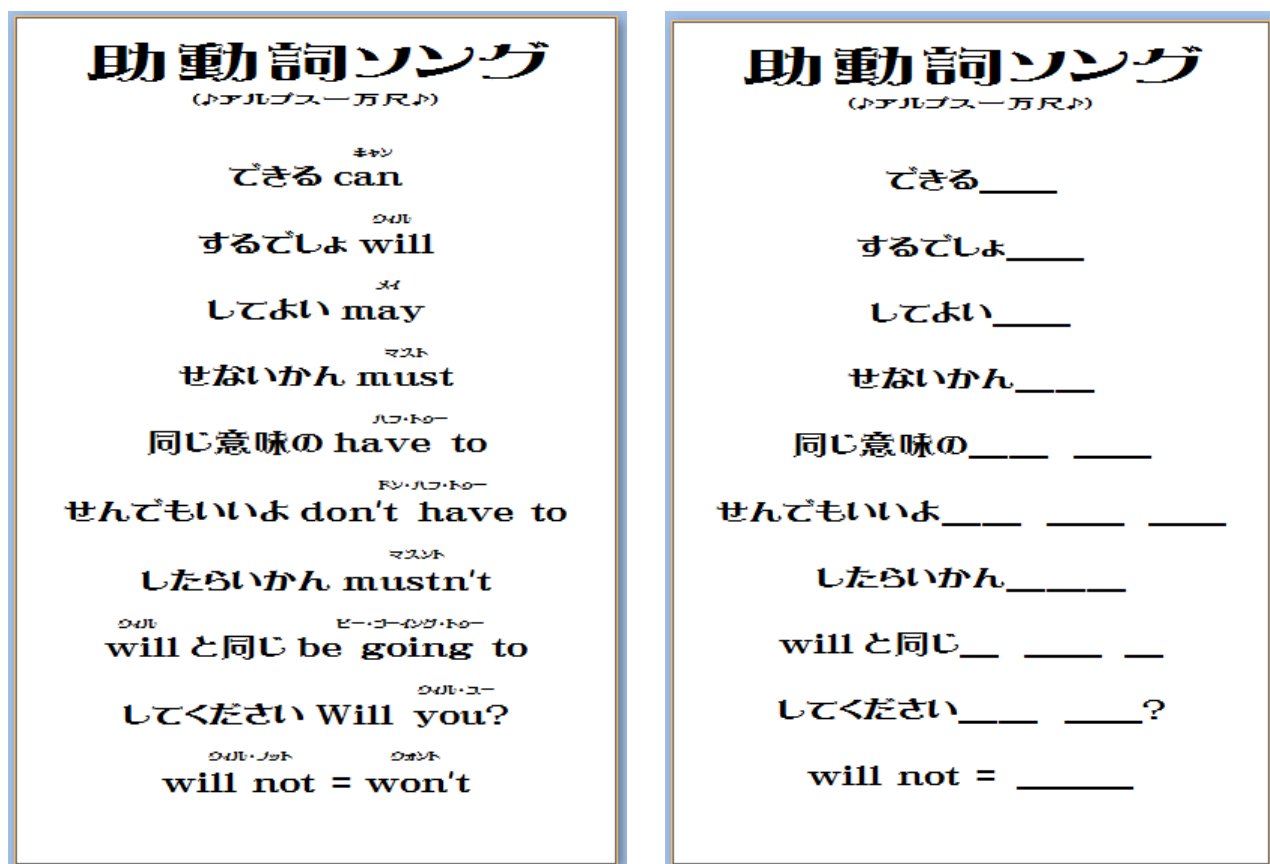 助動詞ソング
(♪アルプス一万尺♪)
キャン
できる can
ウィル
するでしょ will
メイ
してよい may
マスト
せないかん must
ハフ・トゥー
同じ意味の have to
ドン・ハフ・トゥー
せんでもいいよ don't have to
マスント
したらいかん mustn't
ウィル ビー・ゴーイング・トゥー
will と同じ be going to
ウィル・ユー
してください Will you?
ウィル・ノット ウォント
will not = won't
助動詞ソング
(♪アルプス一万尺♪)
できる____
するでしょ____
してよい____
せないかん____
同じ意味の____ ____
せんでもいいよ____ ____ ____
したらいかん______
will と同じ__ ____ __
してください____ ____?
will not = ______